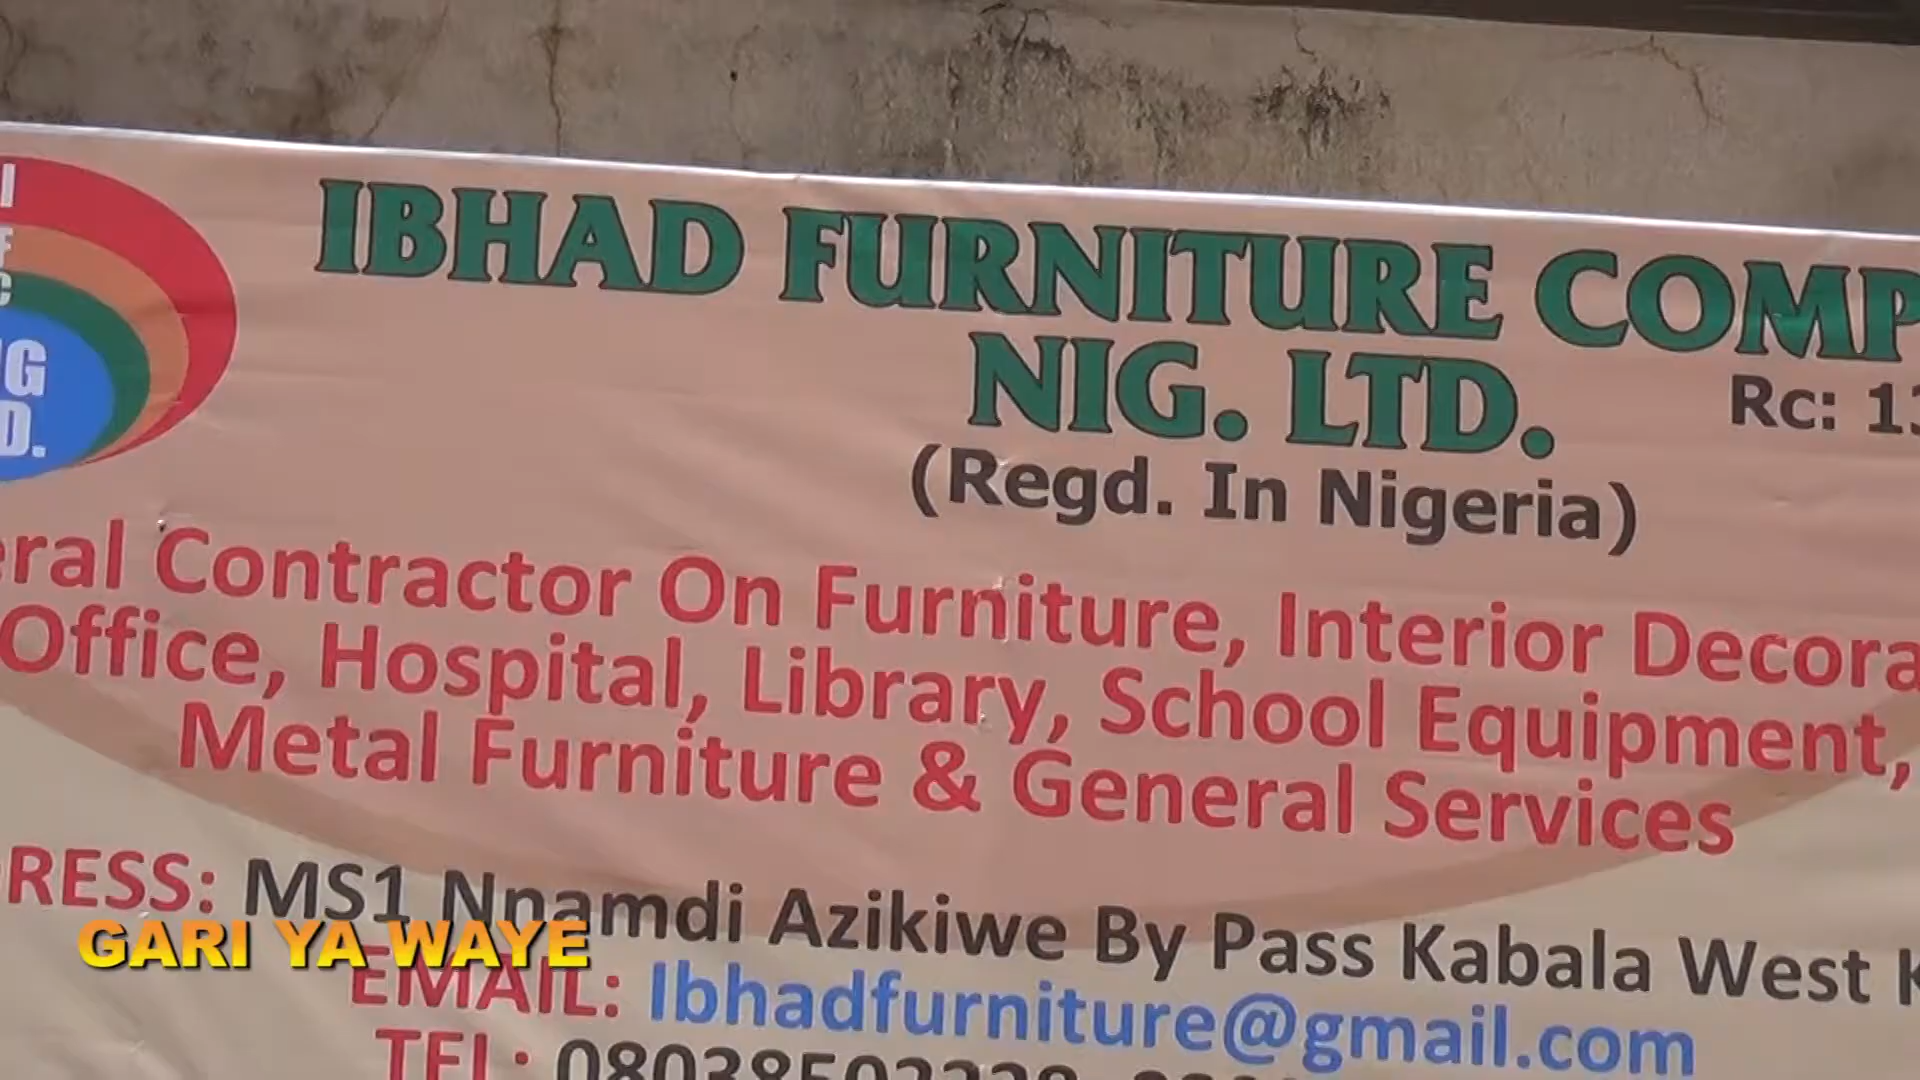 IBHAD FURNITURE COMP
NIG. LTD.
Rc: 13
(Regd. In Nigeria)
eral Contractor On Furniture, Interior Decora
Office, Hospital, Library, School Equipment,
Metal Furniture & General Services
RESS: MS1 Nnamdi Azikiwe By Pass Kabala West K
GARI YA WAYE
EMAIL: Ibhadfurniture@gmail.com
TEL: